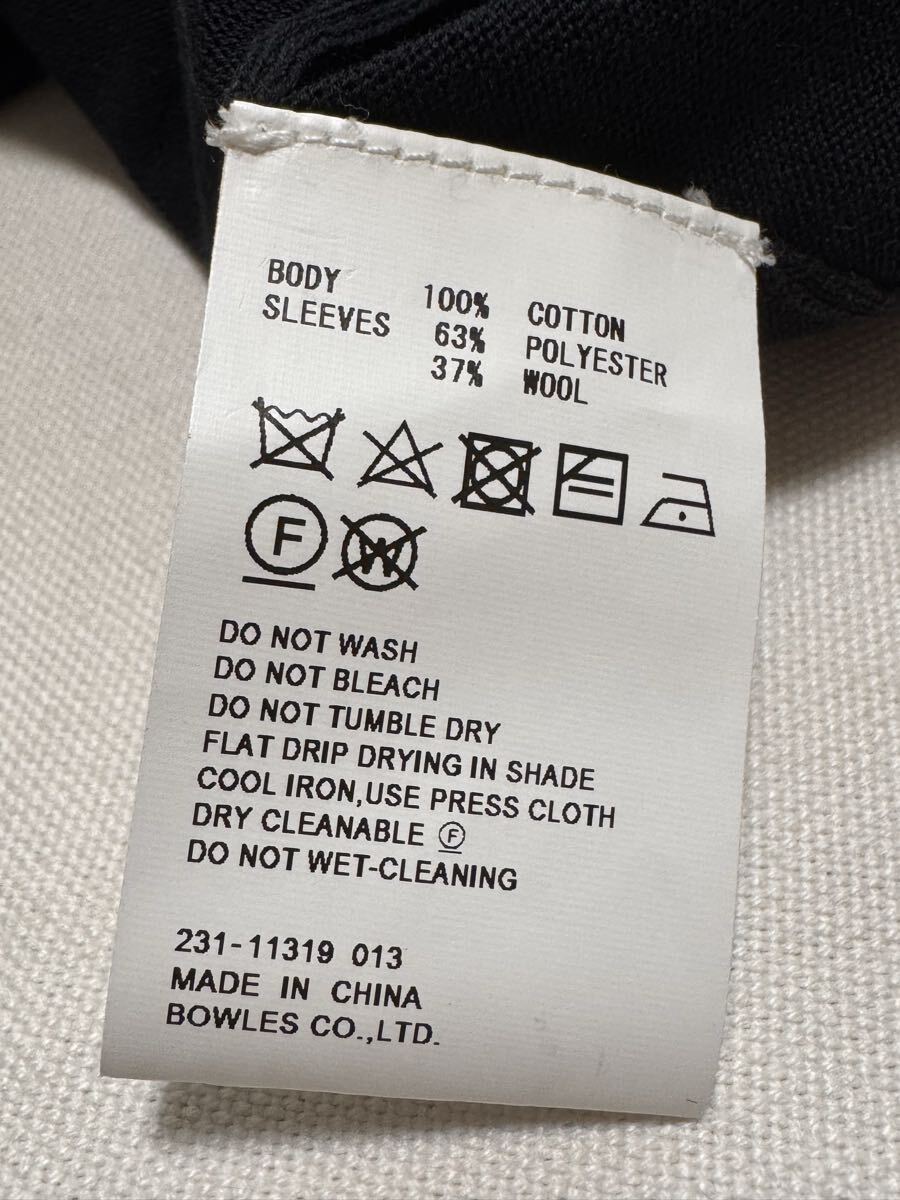 BODY 100% COTTON
SLEEVES 63% POLYESTER
37% WOOL
F W
DO NOT WASH
DO NOT BLEACH
DO NOT TUMBLE DRY
FLAT DRIP DRYING IN SHADE
COOL IRON,USE PRESS CLOTH
DRY CLEANABLE Ⓕ
DO NOT WET-CLEANING
231-11319 013
MADE IN CHINA
BOWLES CO.,LTD.